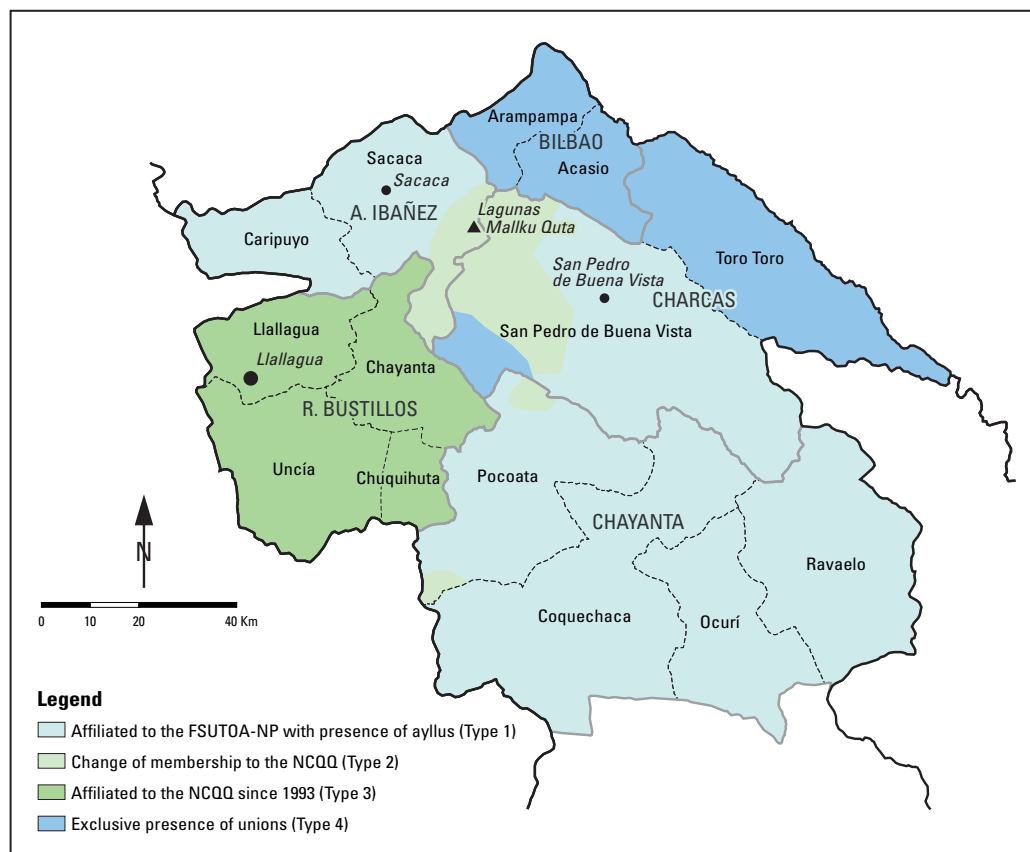 Arampampa
BILBAO
Acasio
Sacaca
Sacaca
A. IBAÑEZ
Lagunas
Mallku Quta
Caripuyo
Toro Toro
San Pedro
de Buena Vista
CHARCAS
Llallagua
San Pedro de Buena Vista
Llallagua
Chayanta
R. BUSTILLOS
Uncía
Chuquihuta
Pocoata
CHAYANTA
Ravaelo
N
Coquechaca
Ocurí
0 10 20 40 Km
Legend
Affiliated to the FSUTOA-NP with presence of ayllus (Type 1)
Change of membership to the NCQQ (Type 2)
Affiliated to the NCQQ since 1993 (Type 3)
Exclusive presence of unions (Type 4)